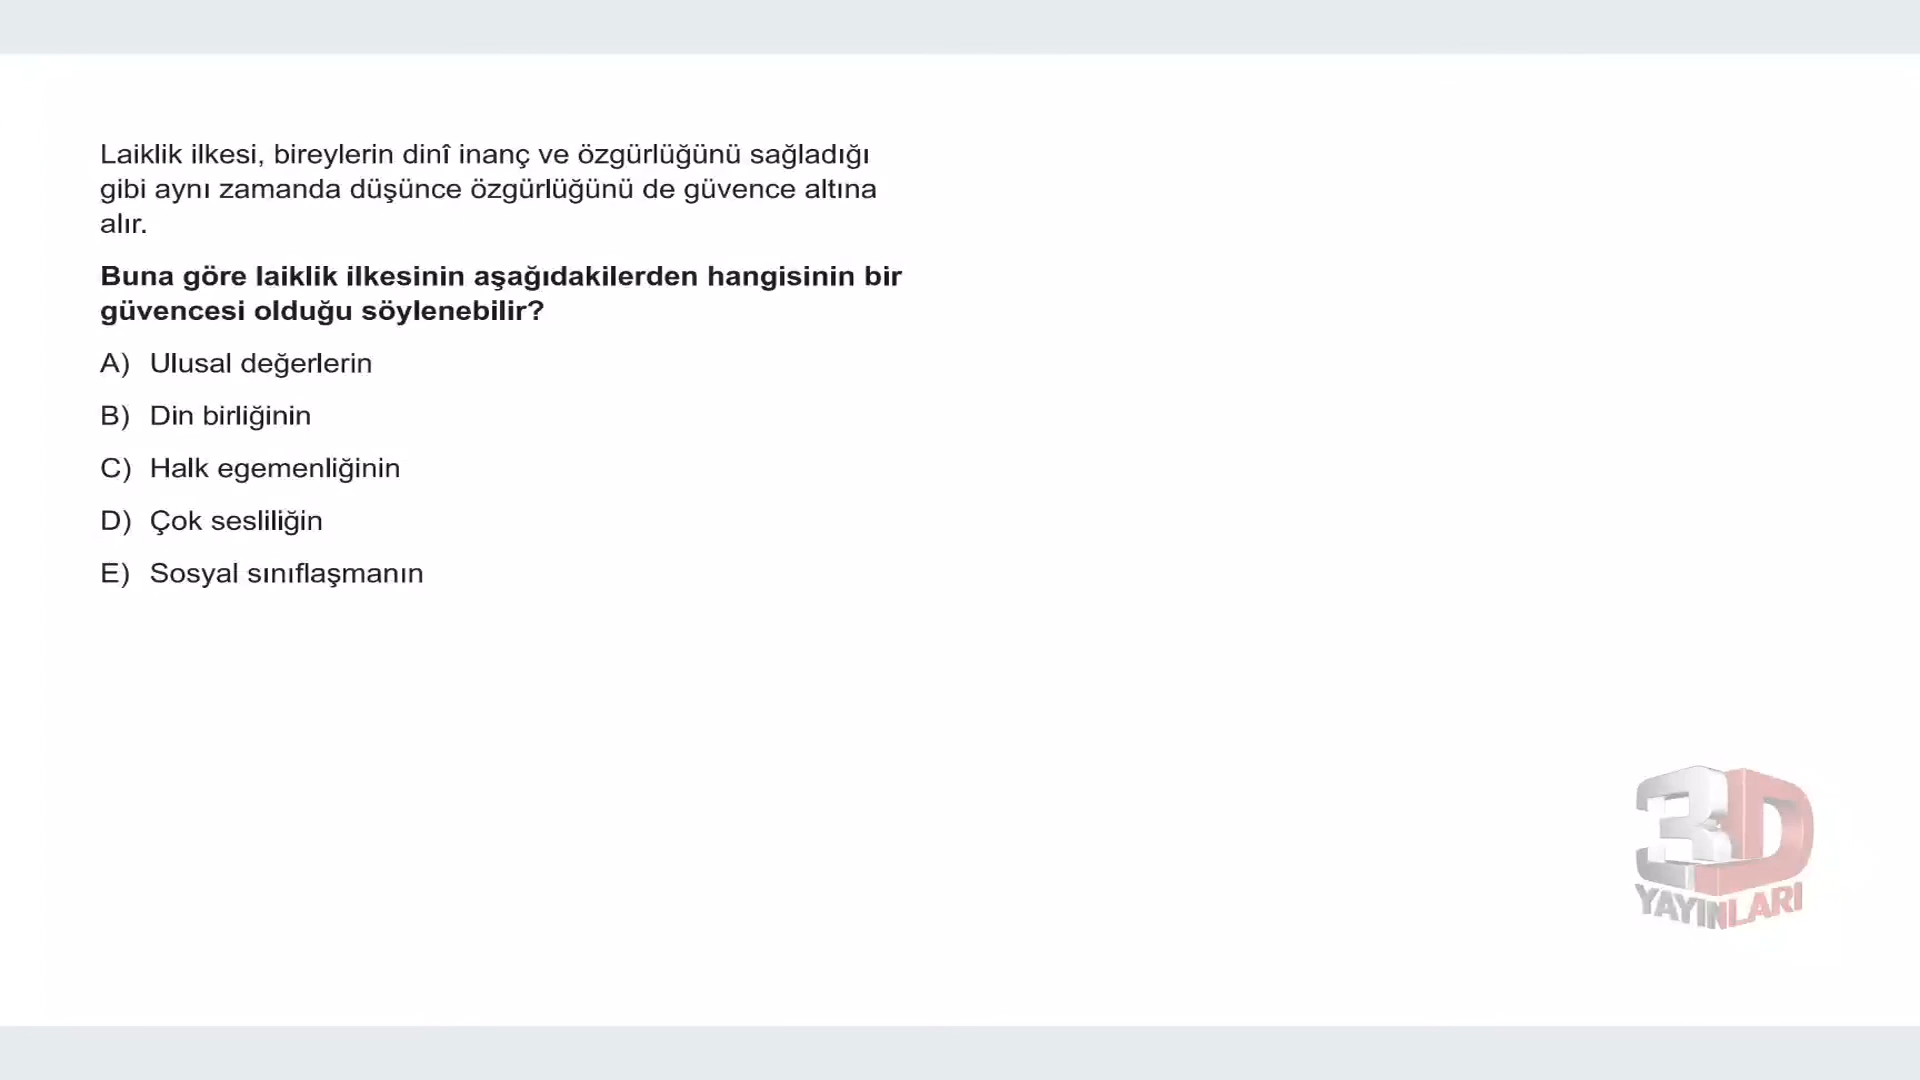 Laiklik ilkesi, bireylerin dinî inanç ve özgürlüğünü sağladığı
gibi aynı zamanda düşünce özgürlüğünü de güvence altına
alır.
Buna göre laiklik ilkesinin aşağıdakilerden hangisinin bir
güvencesi olduğu söylenebilir?
A) Ulusal değerlerin
B) Din birliğinin
C) Halk egemenliğinin
D) Çok sesliliğin
E) Sosyal sınıflaşmanın
3D
YAYINLARI